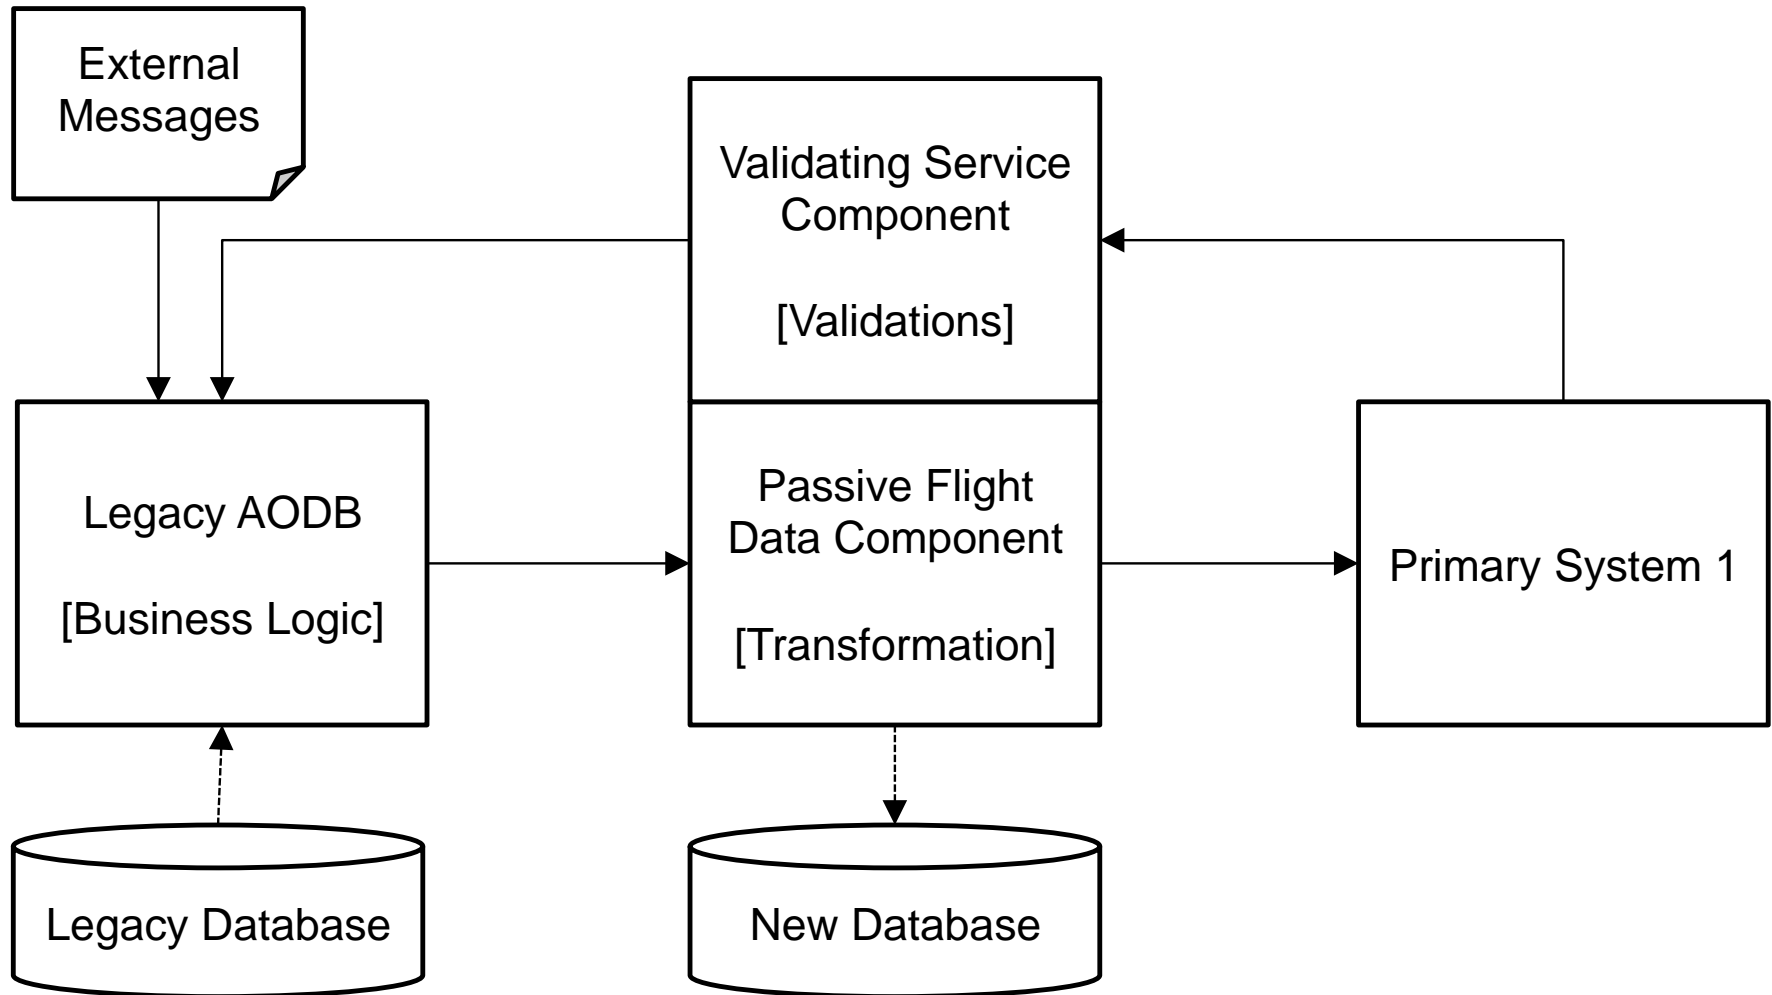 External
Messages
Validating Service
Component
[Validations]
Legacy AODB
[Business Logic]
Passive Flight
Data Component
[Transformation]
Primary System 1
Legacy Database
New Database